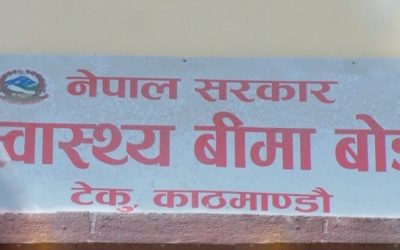 नेपाल सरकार
स्वास्थ्य बीमा बोर्ड
टेकु, काठमाण्डौ